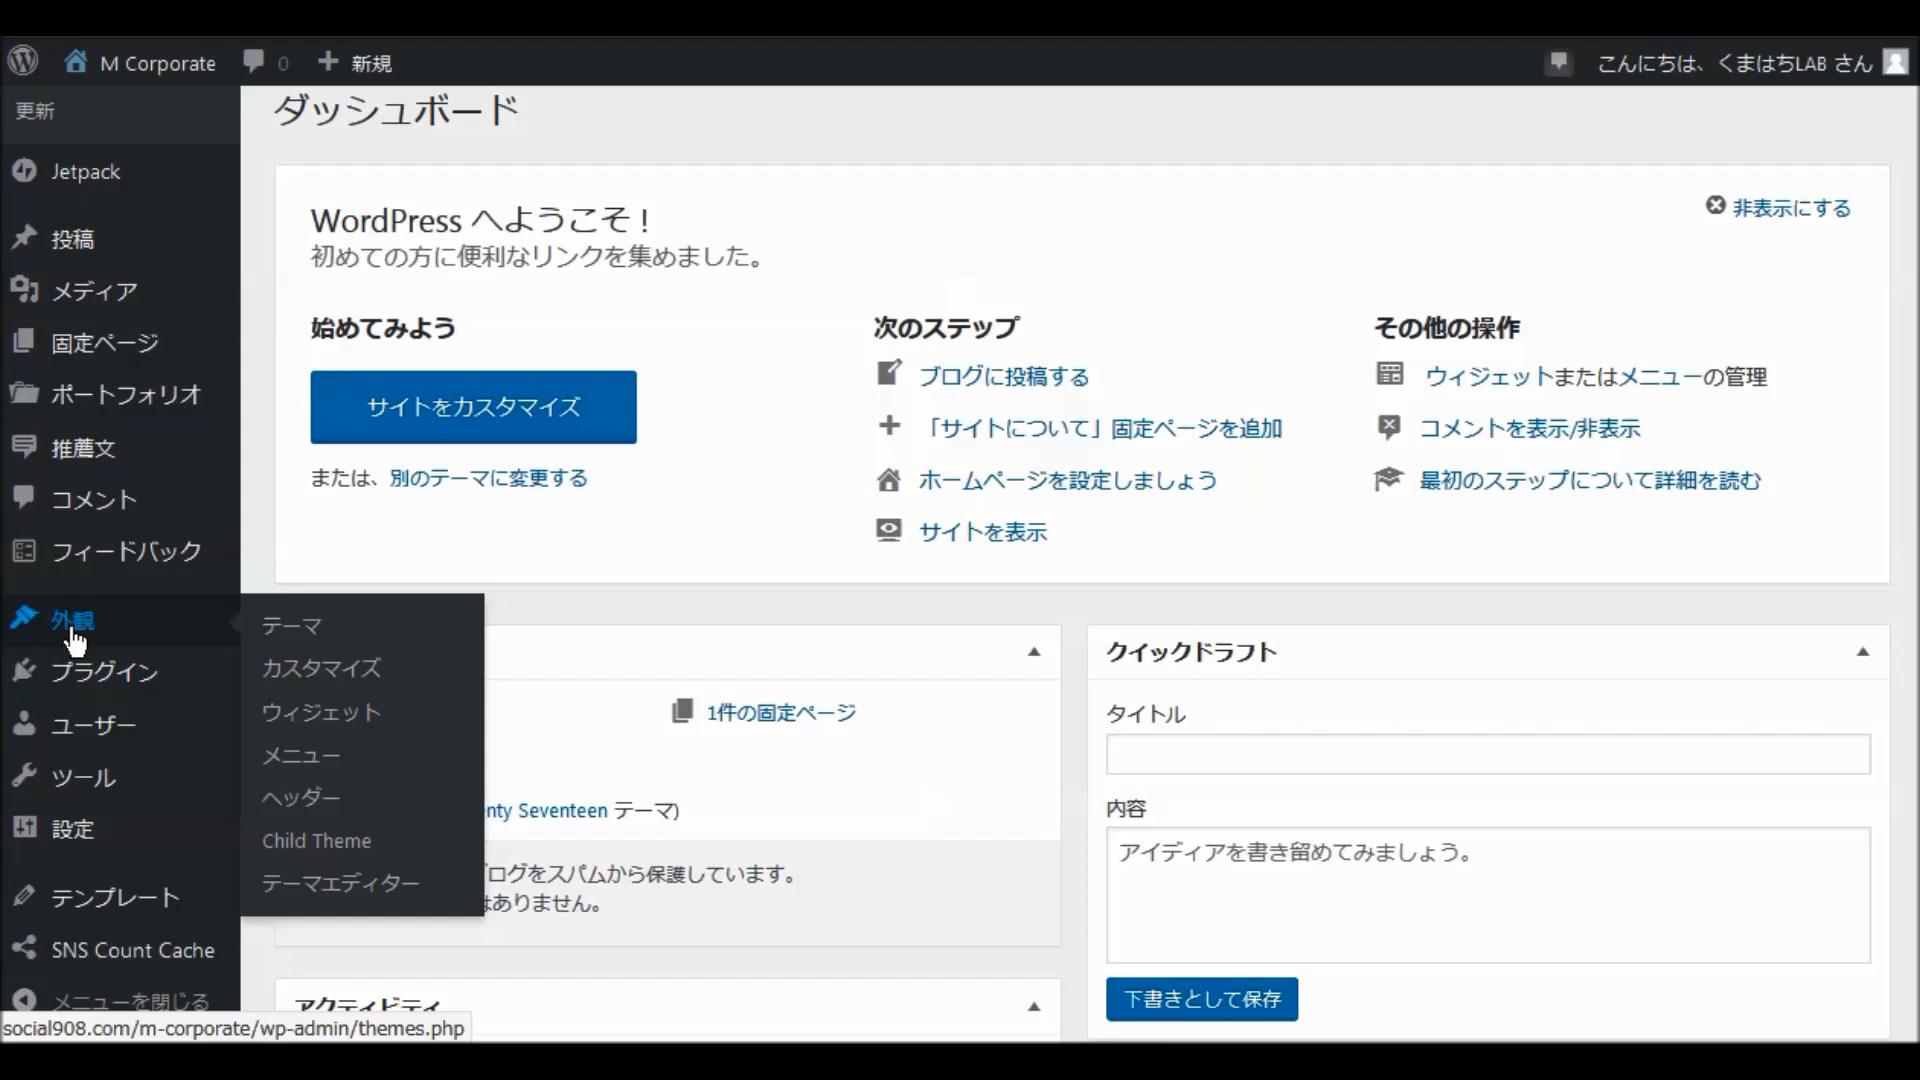 M Corporate 0 新規 こんにちは、くまはちLAB さん
更新
Jetpack
投稿
メディア
固定ページ
ポートフォリオ
推薦文
コメント
フィードバック
外観
プラグイン
ユーザー
ツール
設定
テンプレート
SNS Count Cache
メニューを閉じる
social908.com/m-corporate/wp-admin/themes.php
テーマ
カスタマイズ
ウィジェット
メニュー
ヘッダー
Child Theme
テーマエディター
ダッシュボード
WordPress へようこそ !
初めての方に便利なリンクを集めました。
非表示にする
始めてみよう
サイトをカスタマイズ
または、別のテーマに変更する
次のステップ
ブログに投稿する
「サイトについて」固定ページを追加
ホームページを設定しましょう
サイトを表示
その他の操作
ウィジェットまたはメニューの管理
コメントを表示/非表示
最初のステップについて詳細を読む
1件の固定ページ
nty Seventeen テーマ)
ログをスパムから保護しています。
はありません。
アクティビティ
クイックドラフト
タイトル
内容
アイディアを書き留めてみましょう。
下書きとして保存